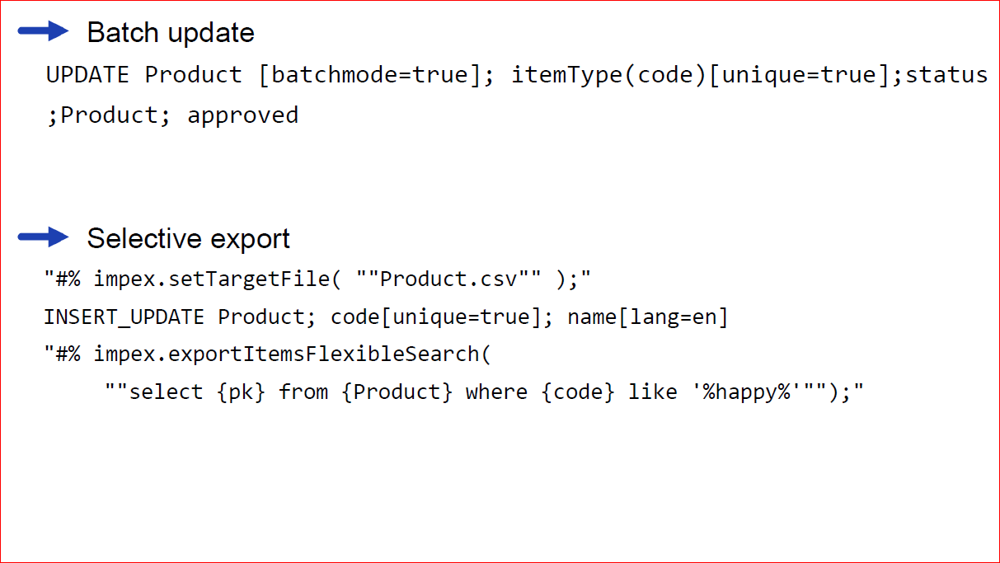 Batch update
UPDATE Product [batchmode=true]; itemType(code)[unique=true];status
;Product; approved
Selective export
"#% impex.setTargetFile( ""Product.csv"" );"
INSERT_UPDATE Product; code[unique=true]; name[lang=en]
"#% impex.exportItemsFlexibleSearch(
""select {pk} from {Product} where {code} like '%happy%'"");"